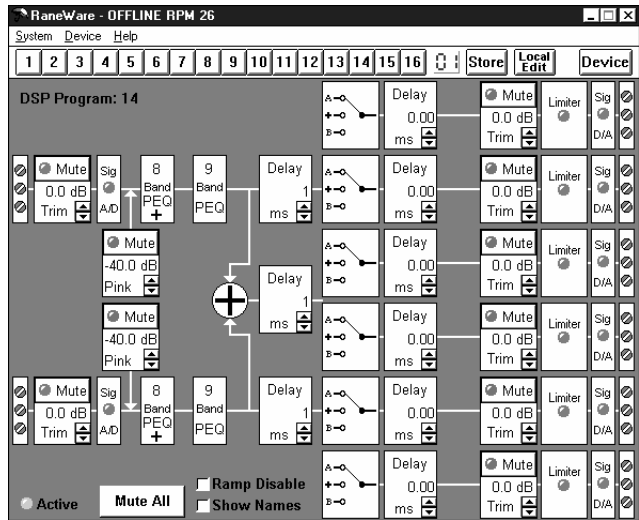 RaneWare - OFFLINE RPM 26
System Device Help
1 2 3 4 5 6 7 8 9 10 11 12 13 14 15 16 01 Store Local Edit Device
DSP Program: 14
A
+
B
Delay
0.00
ms
Mute
0.0 dB
Trim
Limiter
Sig
D/A
Mute
0.0 dB
Trim
Sig
A/D
8
Band
PEQ
+
9
Band
PEQ
Delay
1
ms
A
+
B
Delay
0.00
ms
Mute
0.0 dB
Trim
Limiter
Sig
D/A
Mute
-40.0 dB
Pink
Delay
1
ms
+
A
+
B
Delay
0.00
ms
Mute
0.0 dB
Trim
Limiter
Sig
D/A
Mute
-40.0 dB
Pink
A
+
B
Delay
0.00
ms
Mute
0.0 dB
Trim
Limiter
Sig
D/A
Mute
0.0 dB
Trim
Sig
A/D
8
Band
PEQ
+
9
Band
PEQ
Delay
1
ms
A
+
B
Delay
0.00
ms
Mute
0.0 dB
Trim
Limiter
Sig
D/A
A
+
B
Delay
0.00
ms
Mute
0.0 dB
Trim
Limiter
Sig
D/A
Active
Mute All
Ramp Disable
Show Names